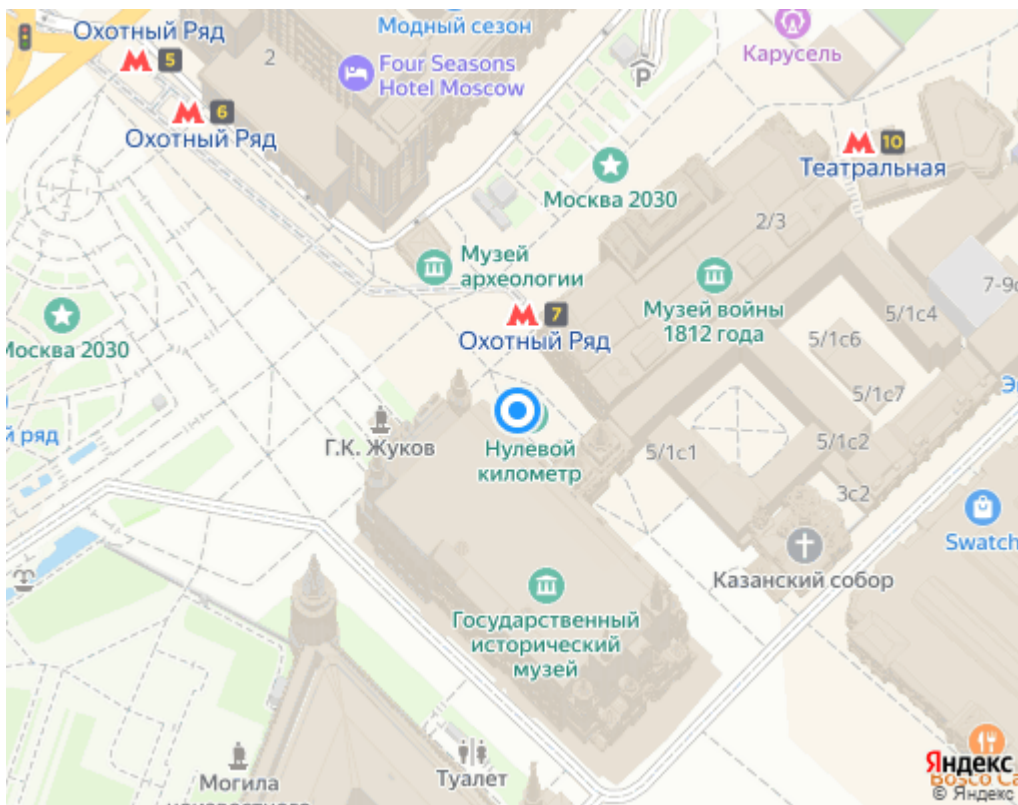 Охотный Ряд
5
2
Модный сезон
Four Seasons
Hotel Moscow
Карусель
P
6
Охотный Ряд
10
Театральная
Москва 2030
2/3
Музей
археологии
Музей войны
1812 года
7
Охотный Ряд
5/1с4
5/1с6
5/1с7
Москва 2030
й ряд
Г.К. Жуков
Нулевой
километр
5/1с1
5/1с2
3с2
Swatch
Казанский собор
Государственный
исторический
музей
Могила
Туалет
Яндекс
© Яндекс